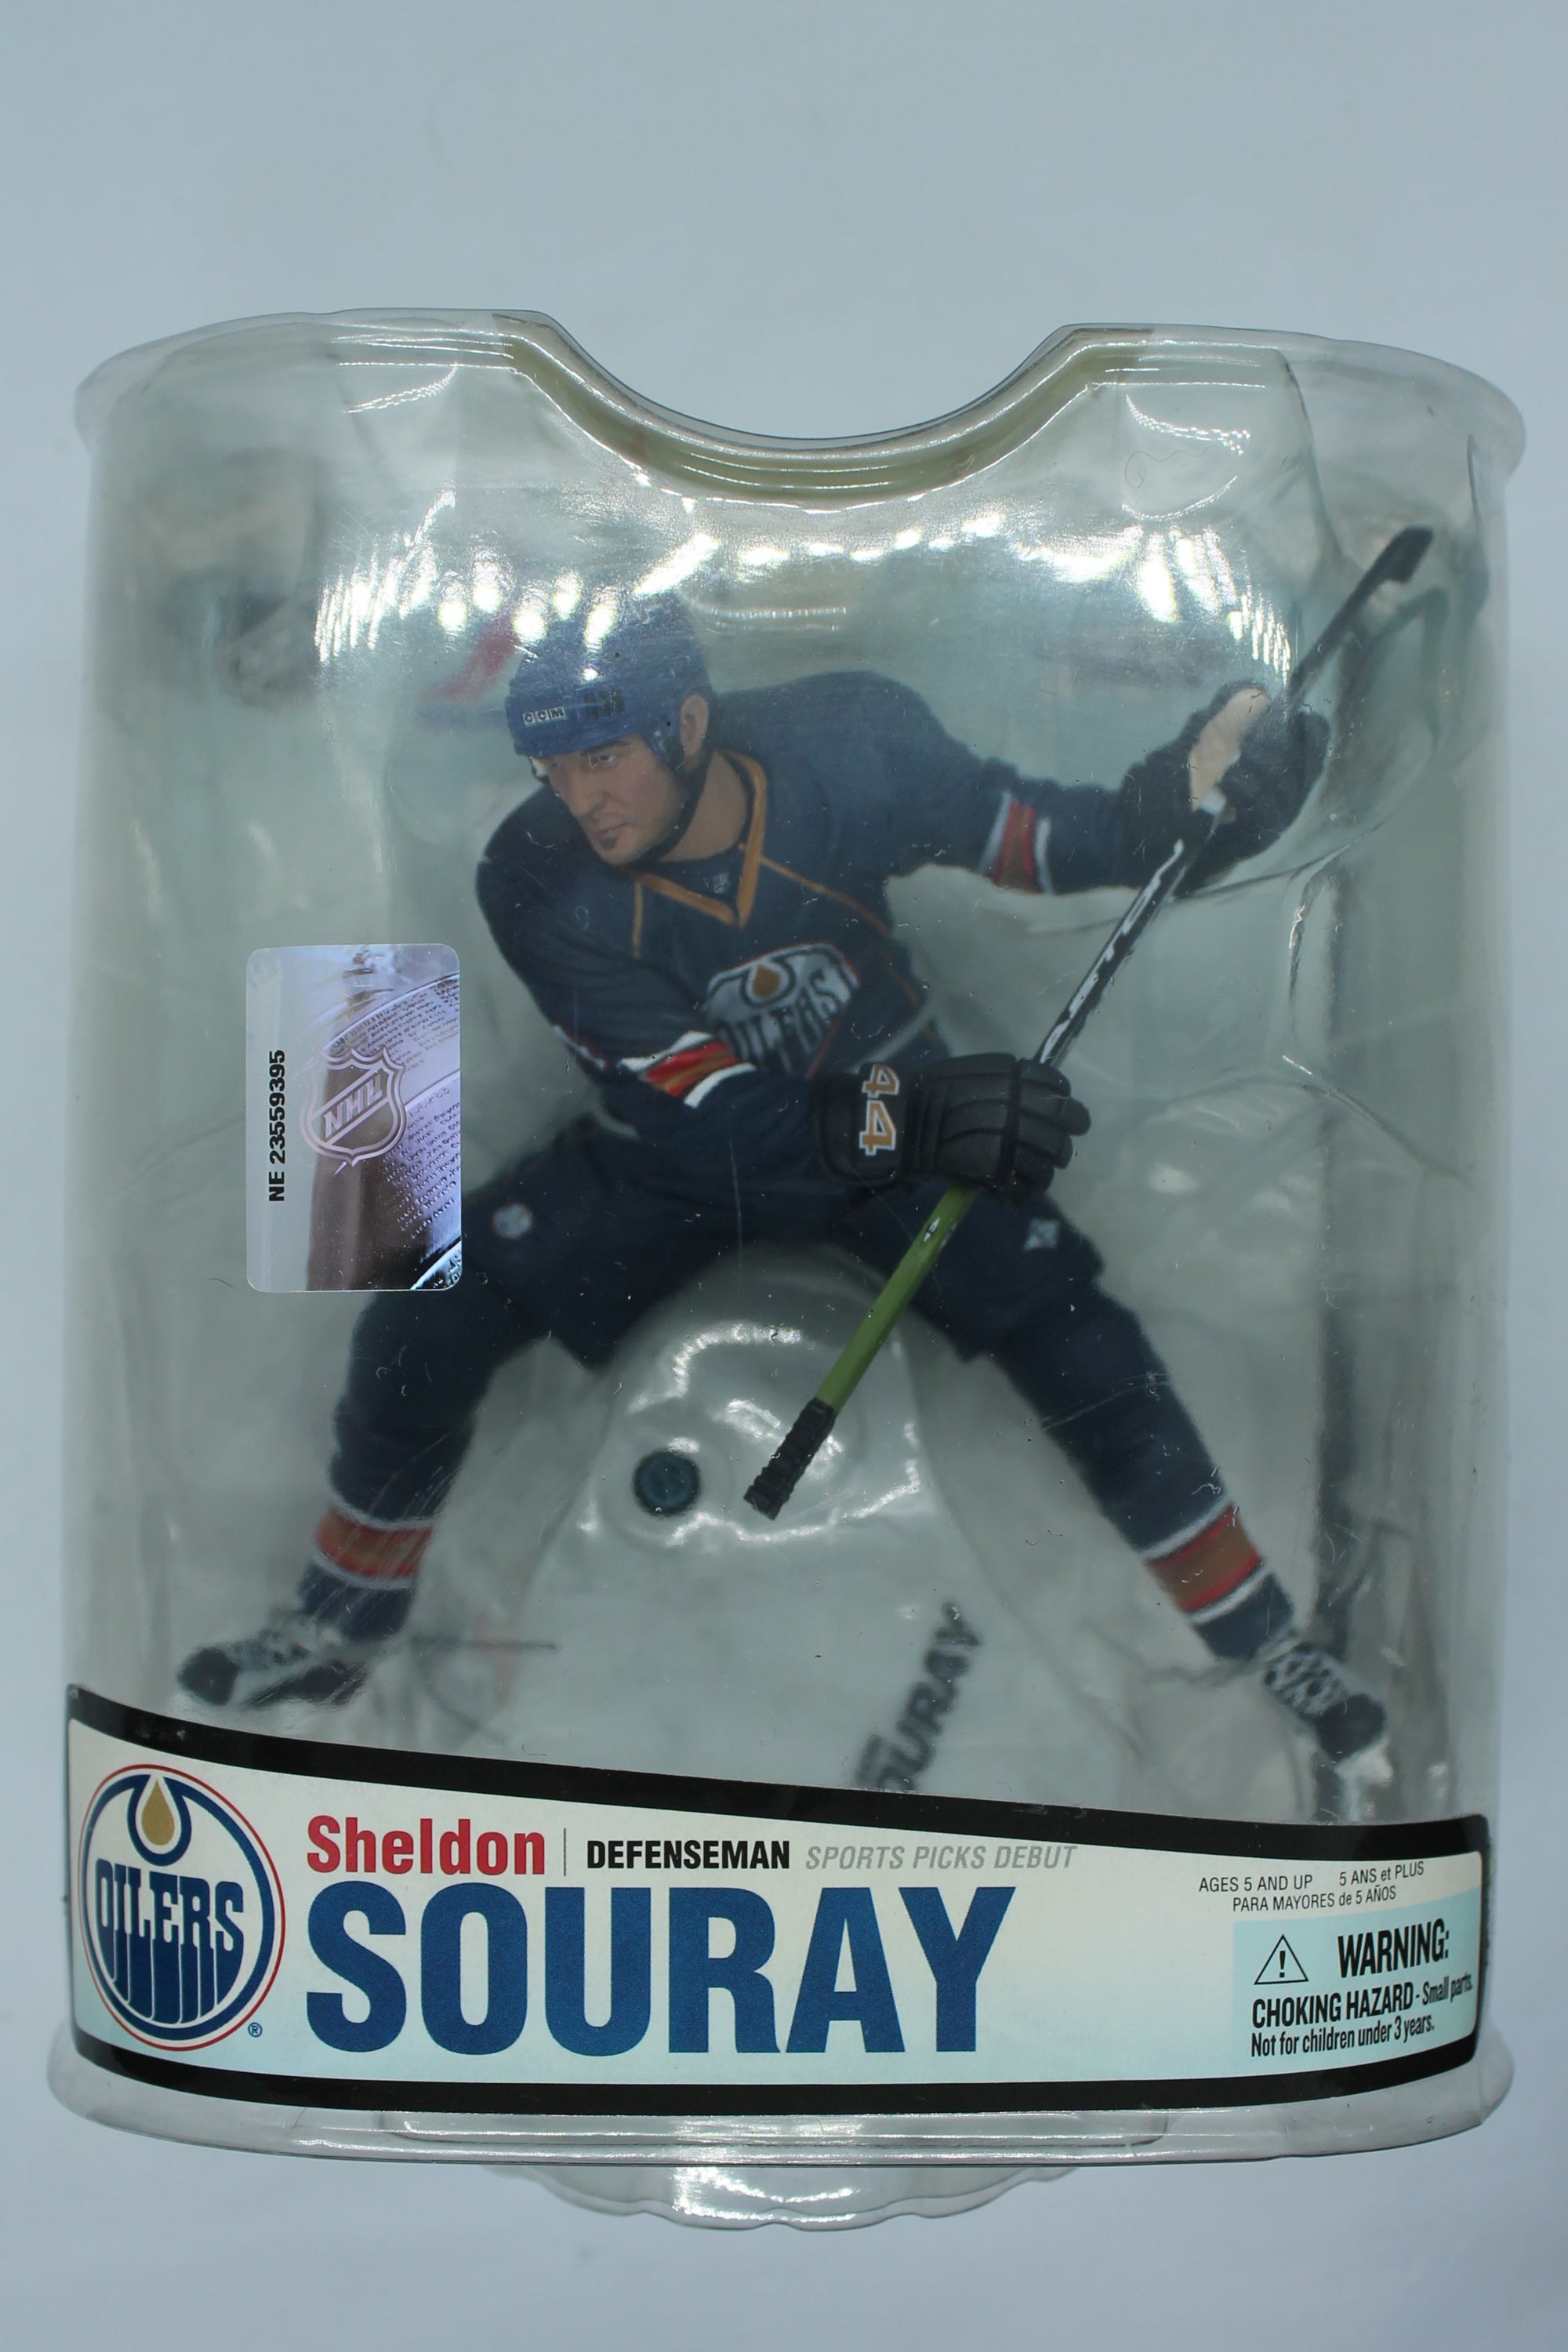 CCM
OILERS
44
NE 23559395
NHL
OURAY
OILERS
®
Sheldon | DEFENSEMAN SPORTS PICKS DEBUT
SOURAY
AGES 5 AND UP 5 ANS et PLUS
PARA MAYORES de 5 AÑOS
WARNING:
CHOKING HAZARD - Small parts.
Not for children under 3 years.